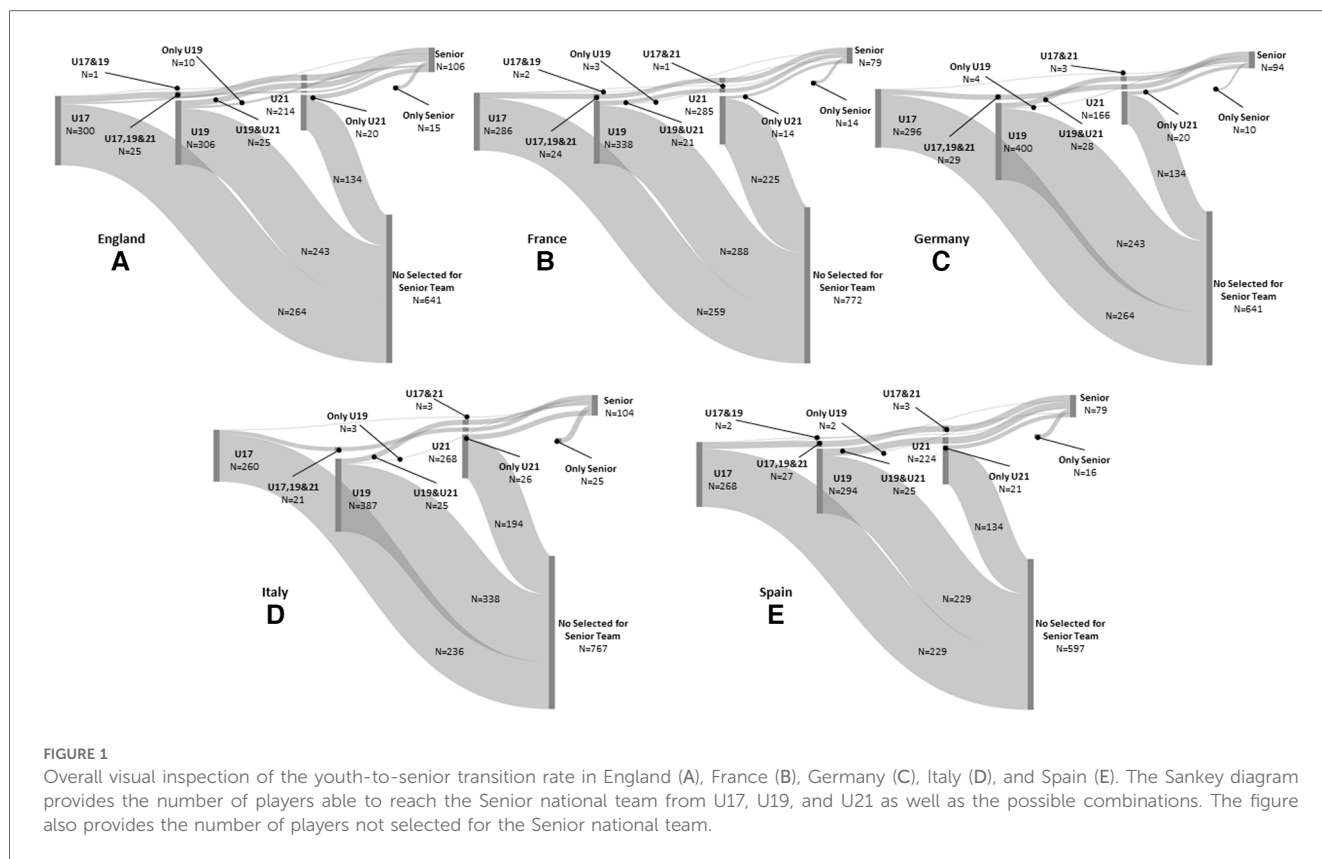 U17&19
N=1
Only U19
N=10
Senior
N=106
U17
N=300
U17,19&21
N=25
U19
N=306
U19&U21
N=25
U21
N=214
Only U21
N=20
Only Senior
N=15
N=134
N=243
N=264
No Selected for
Senior Team
N=641
England
A
U17&19
N=2
Only U19
N=3
U17&21
N=1
Senior
N=79
U17
N=286
U17,19&21
N=24
U19
N=338
U19&U21
N=21
U21
N=285
Only U21
N=14
Only Senior
N=14
N=225
N=288
N=259
No Selected for
Senior Team
N=772
France
B
Only U19
N=4
U17&21
N=3
Senior
N=94
U17
N=296
U17,19&21
N=29
U19
N=400
U19&U21
N=28
U21
N=166
Only U21
N=20
Only Senior
N=10
N=134
N=243
N=264
No Selected for
Senior Team
N=641
Germany
C
Only U19
N=3
U17&21
N=3
Senior
N=104
U17
N=260
U17,19&21
N=21
U19
N=387
U19&U21
N=25
U21
N=268
Only U21
N=26
Only Senior
N=25
N=194
N=338
N=236
No Selected for
Senior Team
N=767
Italy
D
U17&19
N=2
Only U19
N=2
U17&21
N=3
Senior
N=79
U17
N=268
U17,19&21
N=27
U19
N=294
U19&U21
N=25
U21
N=224
Only U21
N=21
Only Senior
N=16
N=134
N=229
N=229
No Selected for
Senior Team
N=597
Spain
E
FIGURE 1
Overall visual inspection of the youth-to-senior transition rate in England (A), France (B), Germany (C), Italy (D), and Spain (E). The Sankey diagram
provides the number of players able to reach the Senior national team from U17, U19, and U21 as well as the possible combinations. The figure
also provides the number of players not selected for the Senior national team.